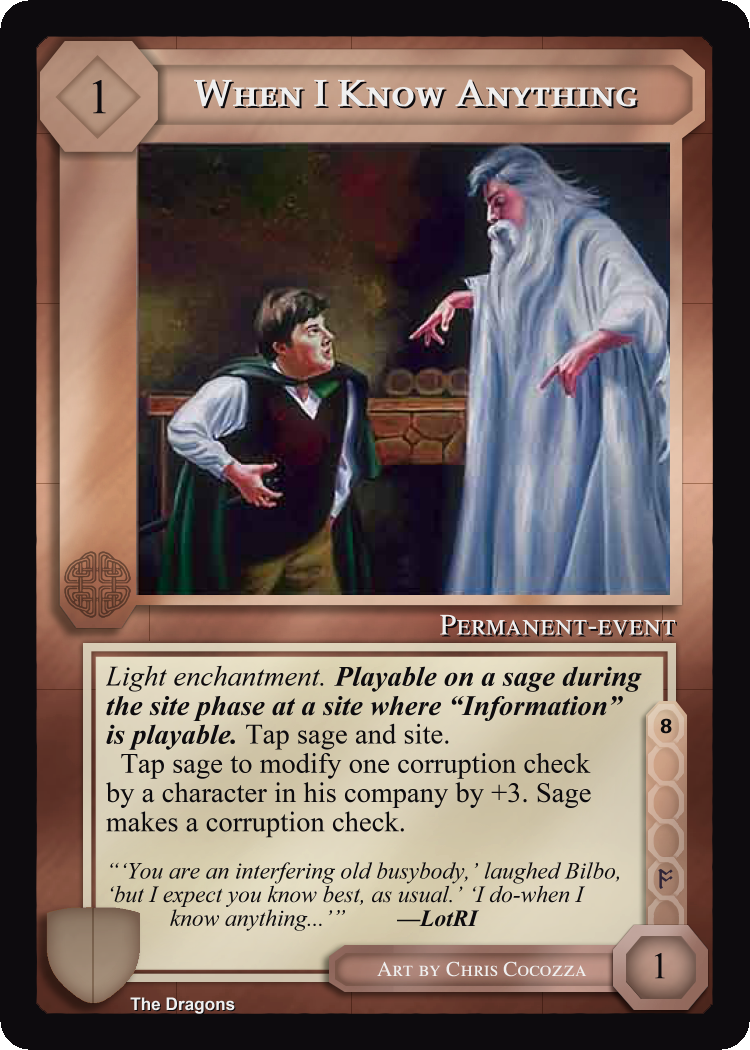 1
When I Know Anything
Permanent-event
Light enchantment. Playable on a sage during
the site phase at a site where “Information”
is playable. Tap sage and site.
Tap sage to modify one corruption check
by a character in his company by +3. Sage
makes a corruption check.
8
“‘You are an interfering old busybody,’ laughed Bilbo,
‘but I expect you know best, as usual.’ ‘I do-when I
know anything...’” —LotRI
Art by Chris Cocozza
1
The Dragons